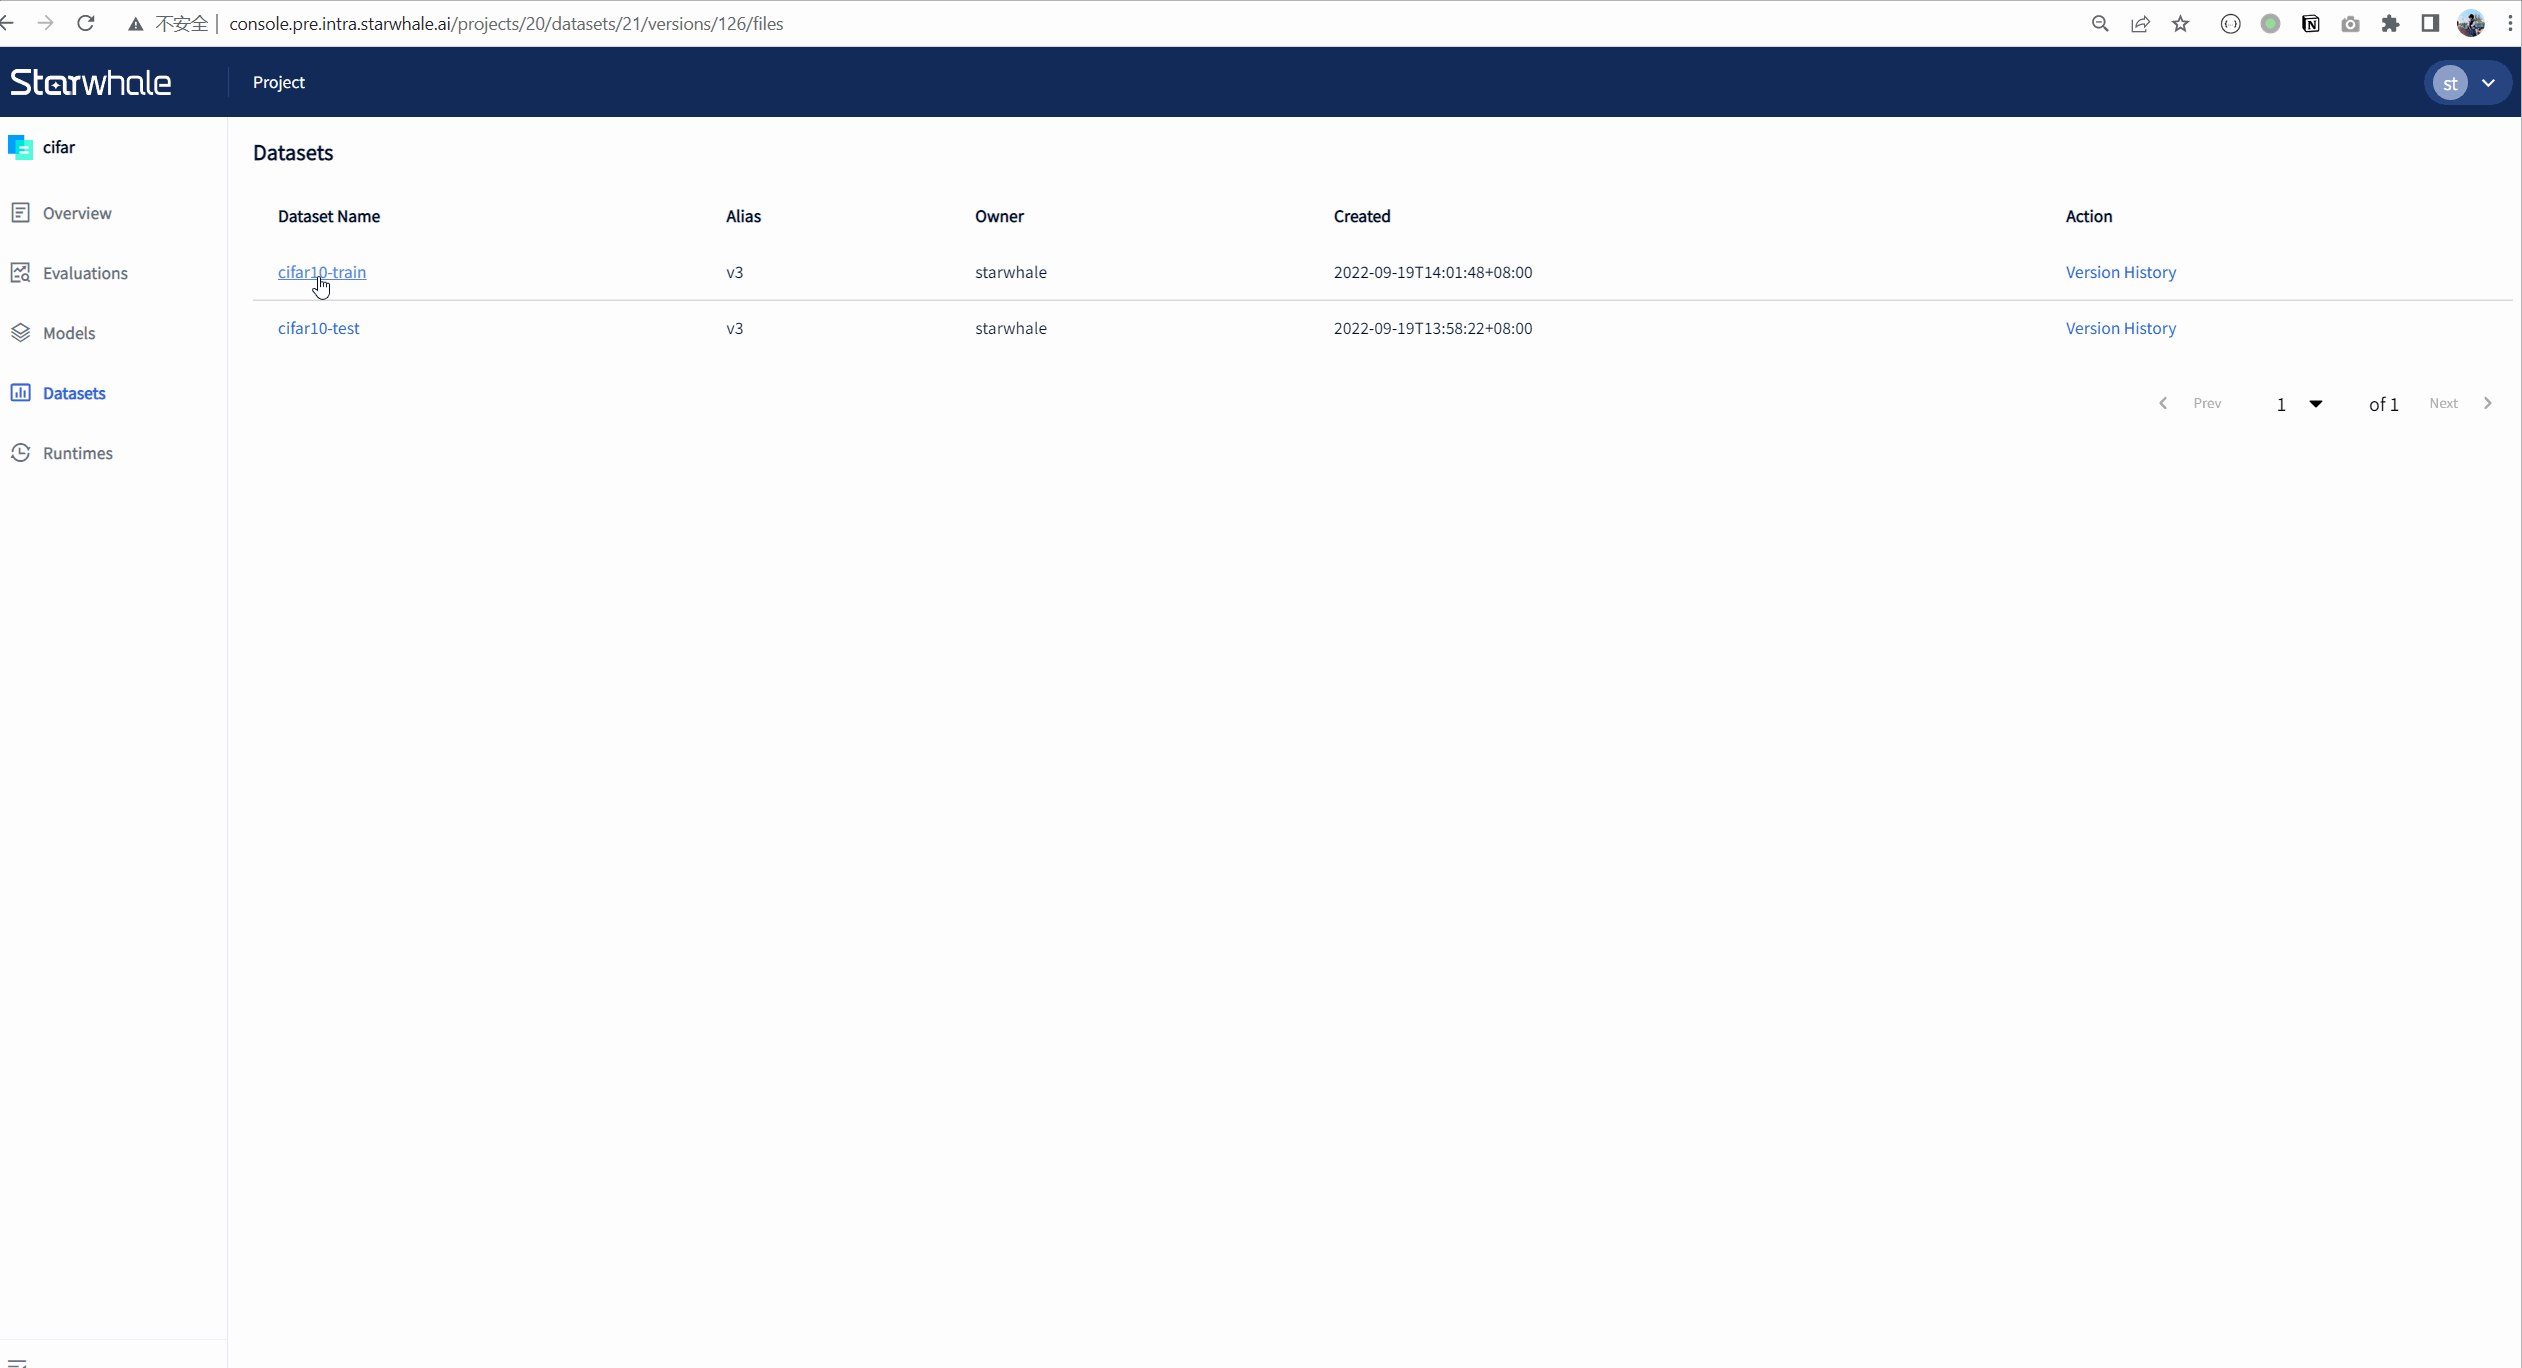 不安全 | console.pre.intra.starwhale.ai/projects/20/datasets/21/versions/126/files
Starwhale Project st
cifar
Overview
Evaluations
Models
Datasets
Runtimes
Datasets
Dataset Name Alias Owner Created Action
cifar10-train v3 starwhale 2022-09-19T14:01:48+08:00 Version History
cifar10-test v3 starwhale 2022-09-19T13:58:22+08:00 Version History
Prev 1 of 1 Next